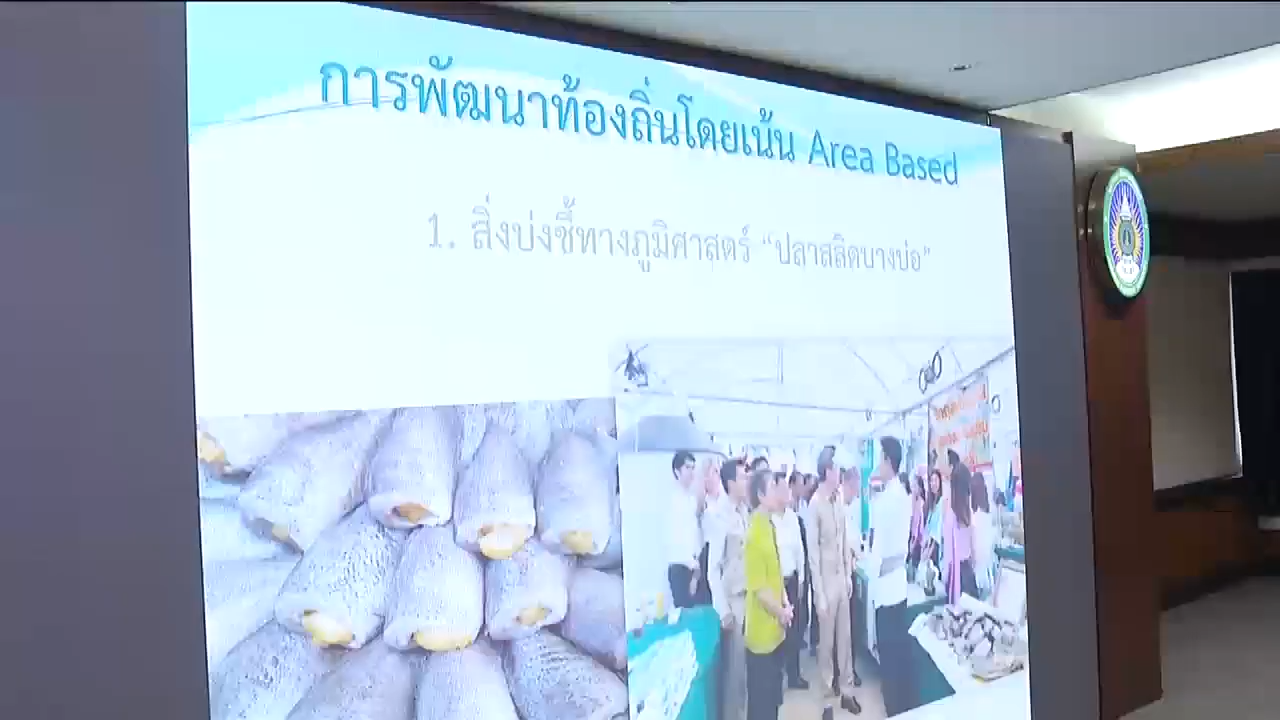 การพัฒนาท้องถิ่นโดยเน้น Area Based
1. สิ่งบ่งชี้ทางภูมิศาสตร์ “ปลาสลิดบางบ่อ”